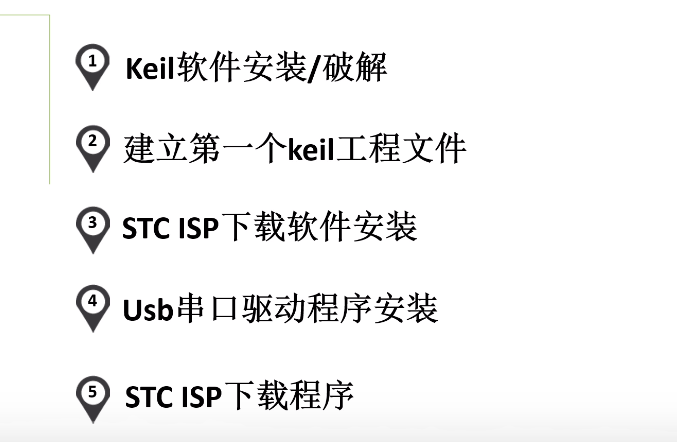 1 Keil软件安装/破解
2 建立第一个keil工程文件
3 STC ISP下载软件安装
4 Usb串口驱动程序安装
5 STC ISP下载程序